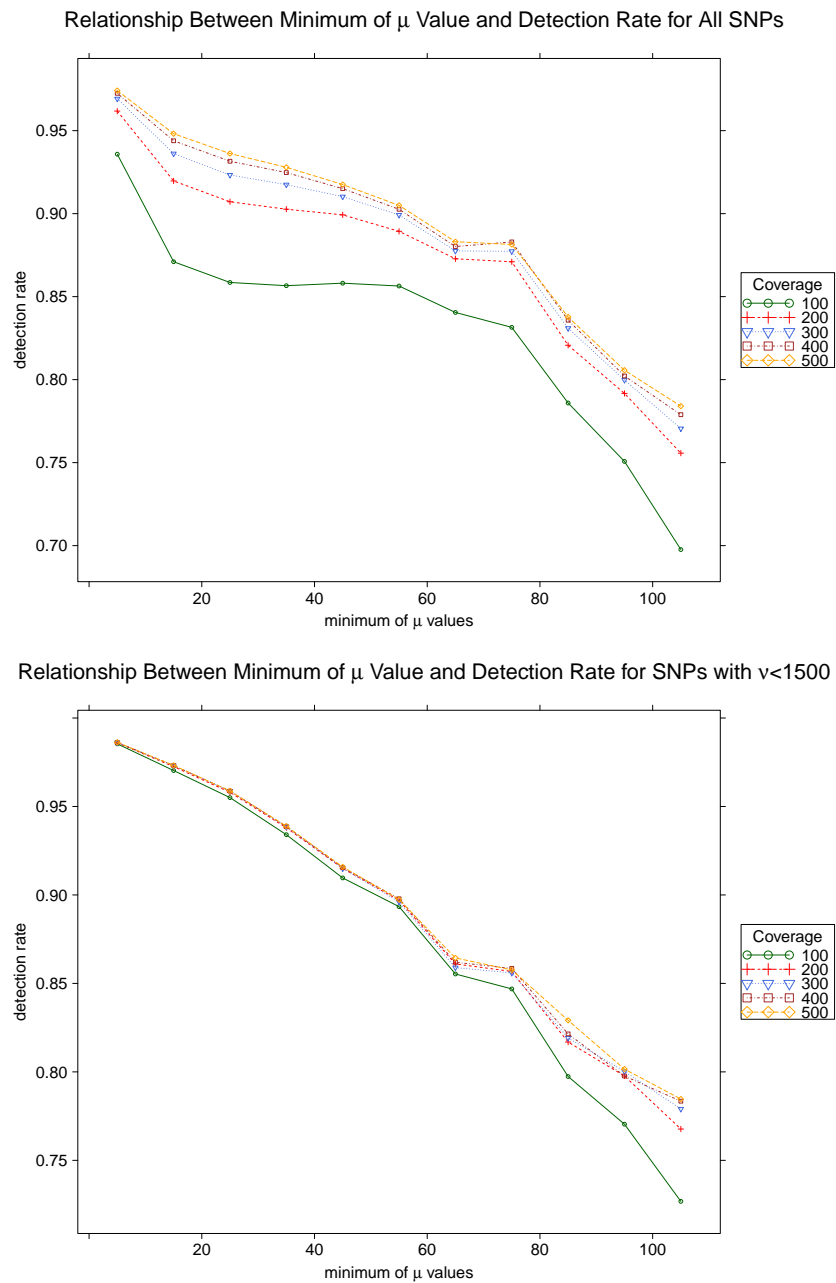 Relationship Between Minimum of μ Value and Detection Rate for All SNPs
0.95
0.90
0.85
0.80
0.75
0.70
detection rate
20 40 60 80 100
minimum of μ values
Coverage
100
200
300
400
500
Relationship Between Minimum of μ Value and Detection Rate for SNPs with ν<1500
0.95
0.90
0.85
0.80
0.75
detection rate
20 40 60 80 100
minimum of μ values
Coverage
100
200
300
400
500